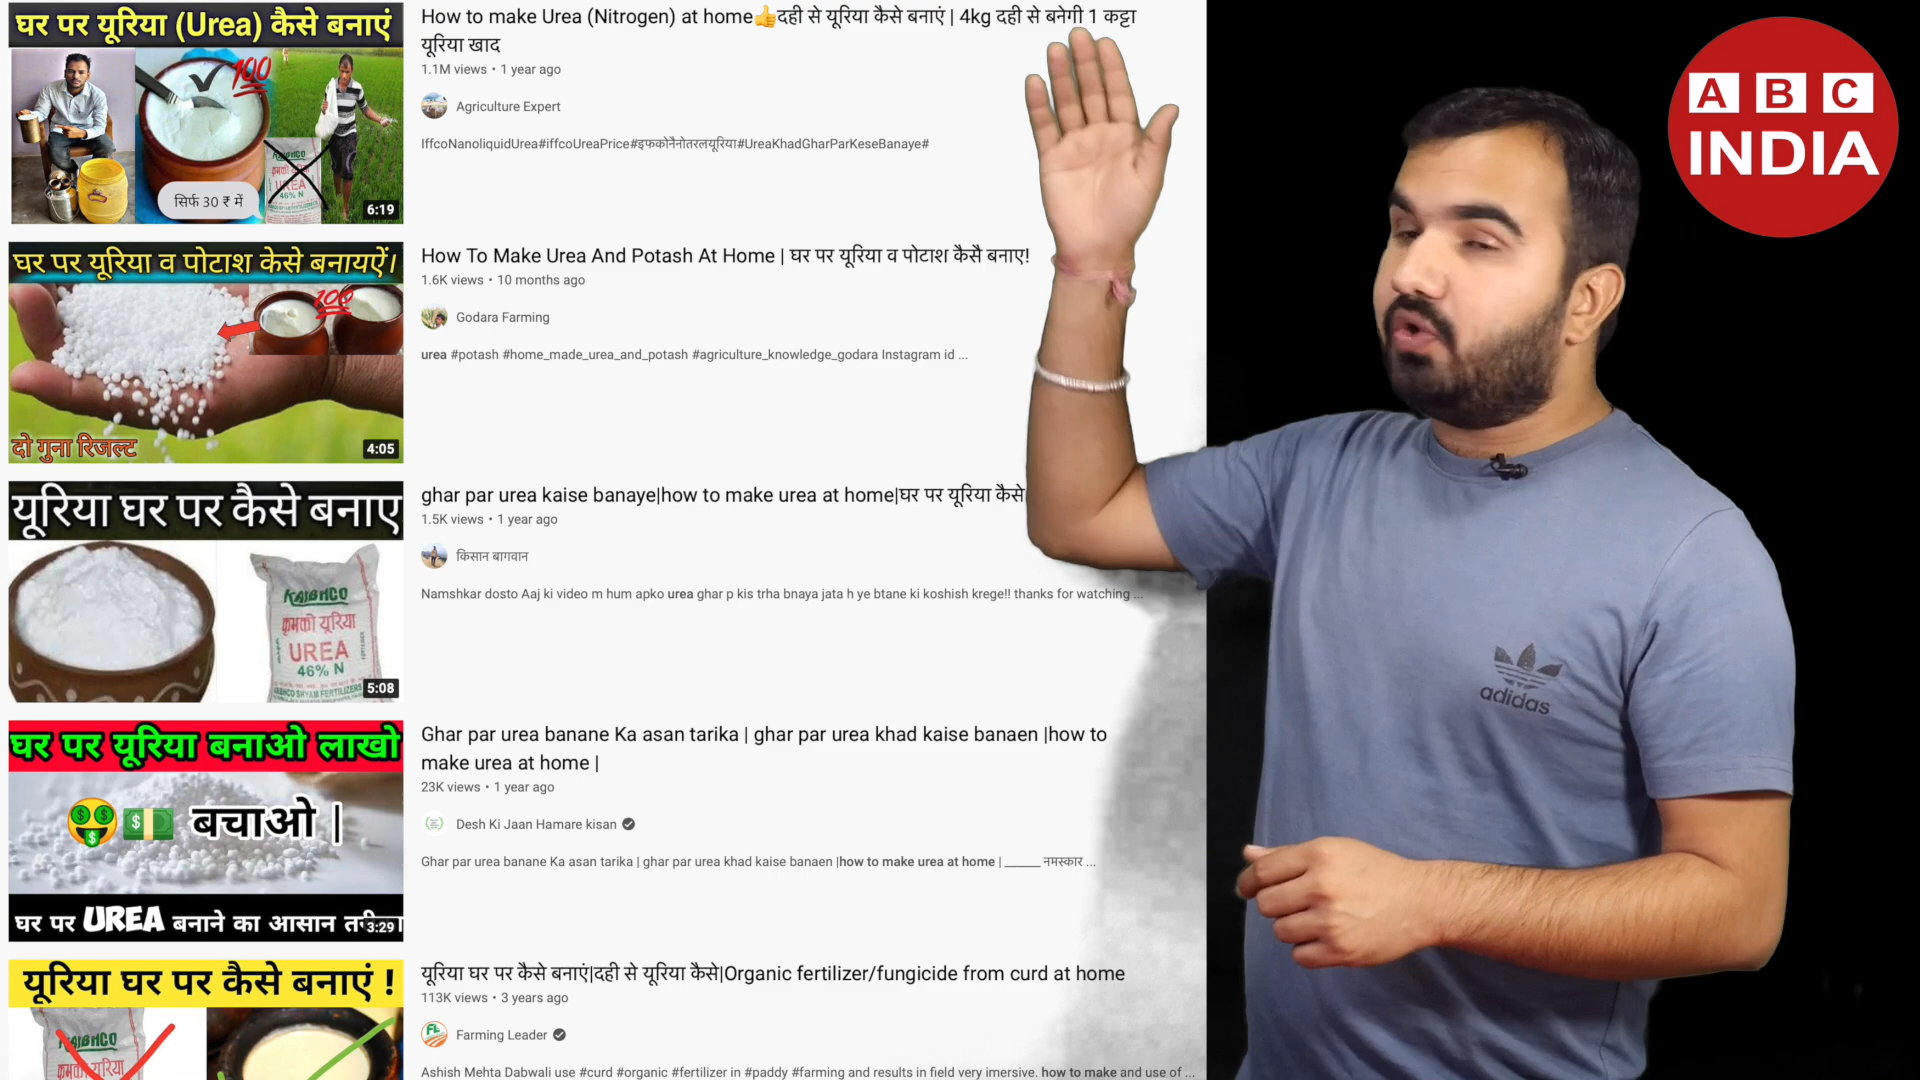 घर पर यूरिया (Urea) कैसे बनाएं
100
सिर्फ 30 ₹ में
UREA
46% N
6:19
How to make Urea (Nitrogen) at home👍दही से यूरिया कैसे बनाएं | 4kg दही से बनेगी 1 कट्टा
यूरिया खाद
1.1M views • 1 year ago
Agriculture Expert
IffcoNanoliquidUrea#iffcoUreaPrice#इफकोनैनोतरलयूरिया#UreaKhadGharParKeseBanaye#
घर पर यूरिया व पोटाश केसे बनायऐं।
100
दो गुना रिजल्ट
4:05
How To Make Urea And Potash At Home | घर पर यूरिया व पोटाश कैसै बनाए!
1.6K views • 10 months ago
Godara Farming
urea #potash #home_made_urea_and_potash #agriculture_knowledge_godara Instagram id ...
यूरिया घर पर कैसे बनाए
KRIBHCO
कृभको यूरिया
UREA
46% N
KRIBHCO SHYAM FERTILIZERS
5:08
ghar par urea kaise banaye|how to make urea at home|घर पर यूरिया कैसे
1.5K views • 1 year ago
किसान बागवान
Namshkar dosto Aaj ki video m hum apko urea ghar p kis trha bnaya jata h ye btane ki koshish krege!! thanks for watching ...
घर पर यूरिया बनाओ लाखो
बचाओ |
घर पर UREA बनाने का आसान
3:29
Ghar par urea banane Ka asan tarika | ghar par urea khad kaise banaen |how to
make urea at home |
23K views • 1 year ago
Desh Ki Jaan Hamare kisan
Ghar par urea banane Ka asan tarika | ghar par urea khad kaise banaen |how to make urea at home | ______ नमस्कार ...
यूरिया घर पर कैसे बनाएं !
KRIBHCO
यूरिया घर पर कैसे बनाएं|दही से यूरिया कैसे|Organic fertilizer/fungicide from curd at home
113K views • 3 years ago
FL
Farming Leader
Ashish Mehta Dabwali use #curd #organic #fertilizer in #paddy #farming and results in field very imersive. how to make and use of ...
adidas
A B C
INDIA